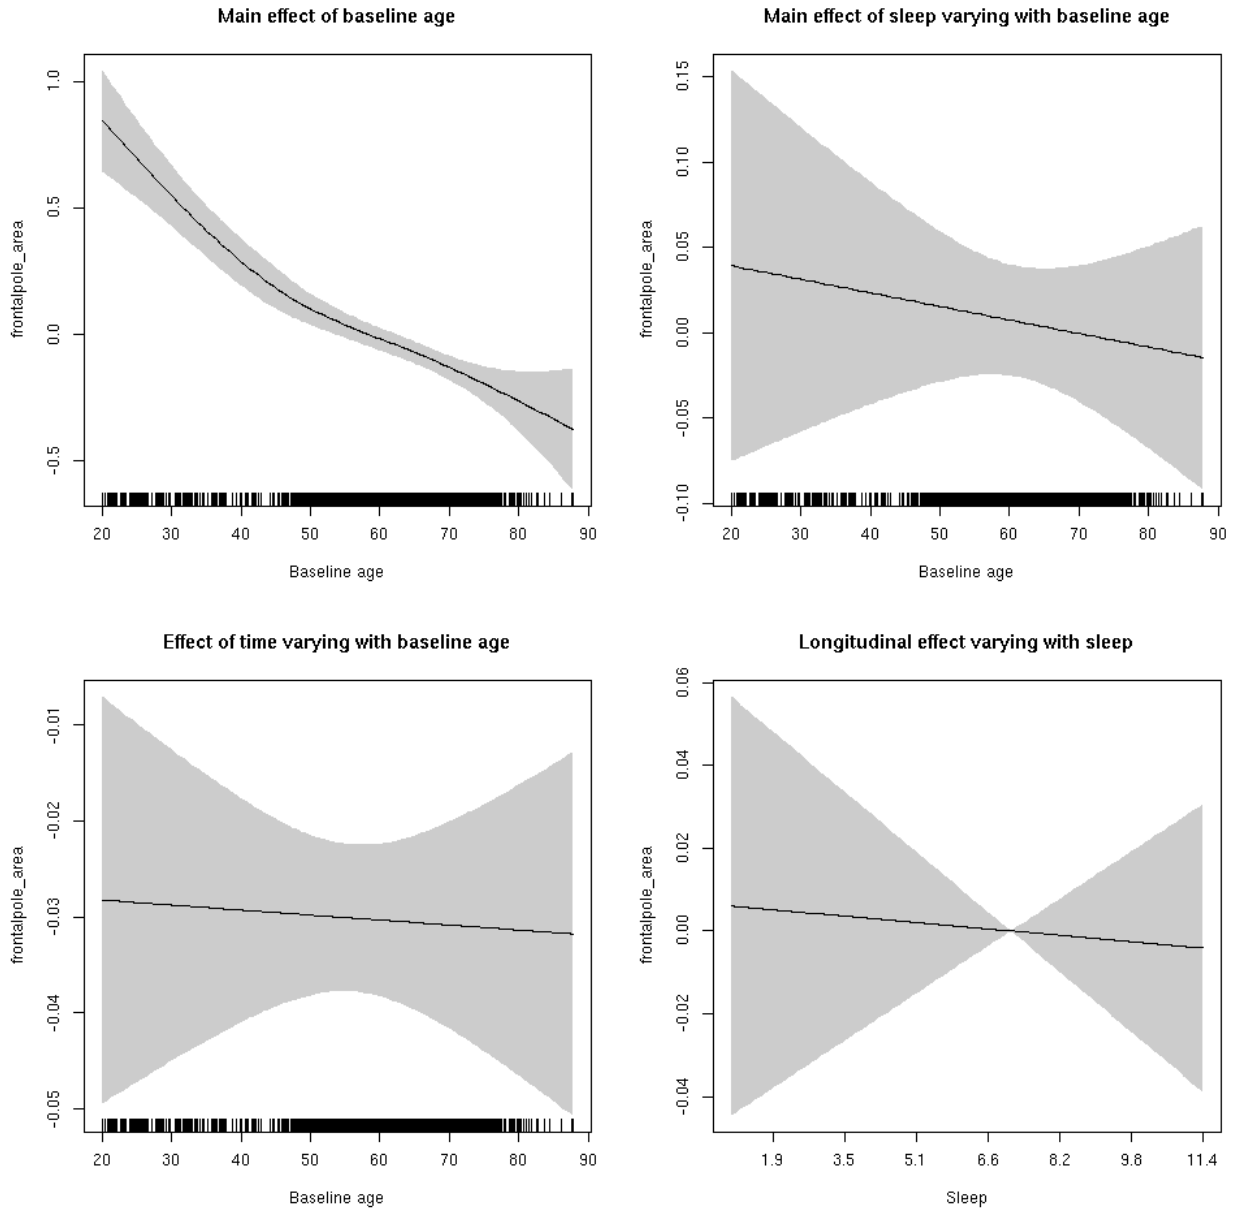 Main effect of baseline age
frontalpole_area
1.0
0.5
0.0
-0.5
20 30 40 50 60 70 80 90
Baseline age
Main effect of sleep varying with baseline age
frontalpole_area
0.15
0.10
0.05
0.00
-0.05
-0.10
20 30 40 50 60 70 80 90
Baseline age
Effect of time varying with baseline age
frontalpole_area
-0.01
-0.02
-0.03
-0.04
-0.05
20 30 40 50 60 70 80 90
Baseline age
Longitudinal effect varying with sleep
frontalpole_area
0.06
0.04
0.02
0.00
-0.02
-0.04
1.9 3.5 5.1 6.6 8.2 9.8 11.4
Sleep